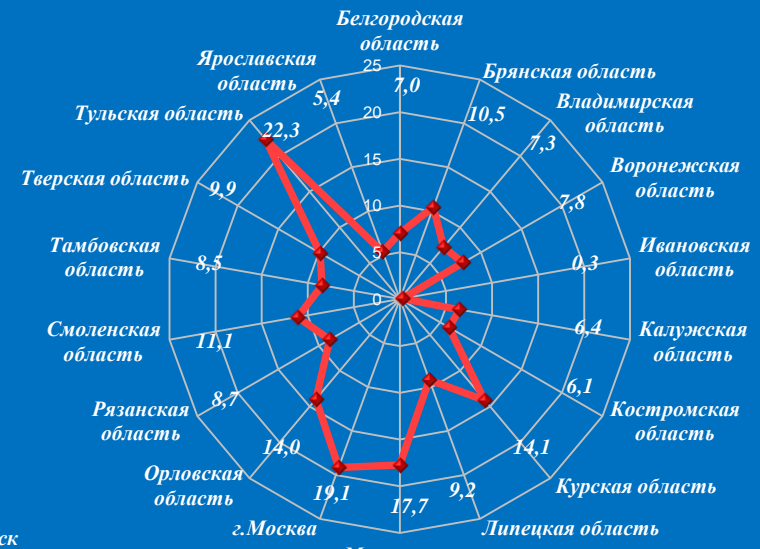 Белгородская
область
7,0
Брянская область
10,5
Владимирская
область
7,3
Воронежская
область
7,8
Ивановская
область
0,3
Калужская
область
6,4
Костромская
область
6,1
Курская область
14,1
Липецкая область
9,2
17,7
г.Москва
19,1
Орловская
область
14,0
Рязанская
область
8,7
Смоленская
область
11,1
Тамбовская
область
8,5
Тверская область
9,9
Тульская область
22,3
Ярославская
область
5,4
25
20
15
10
5
0
ск